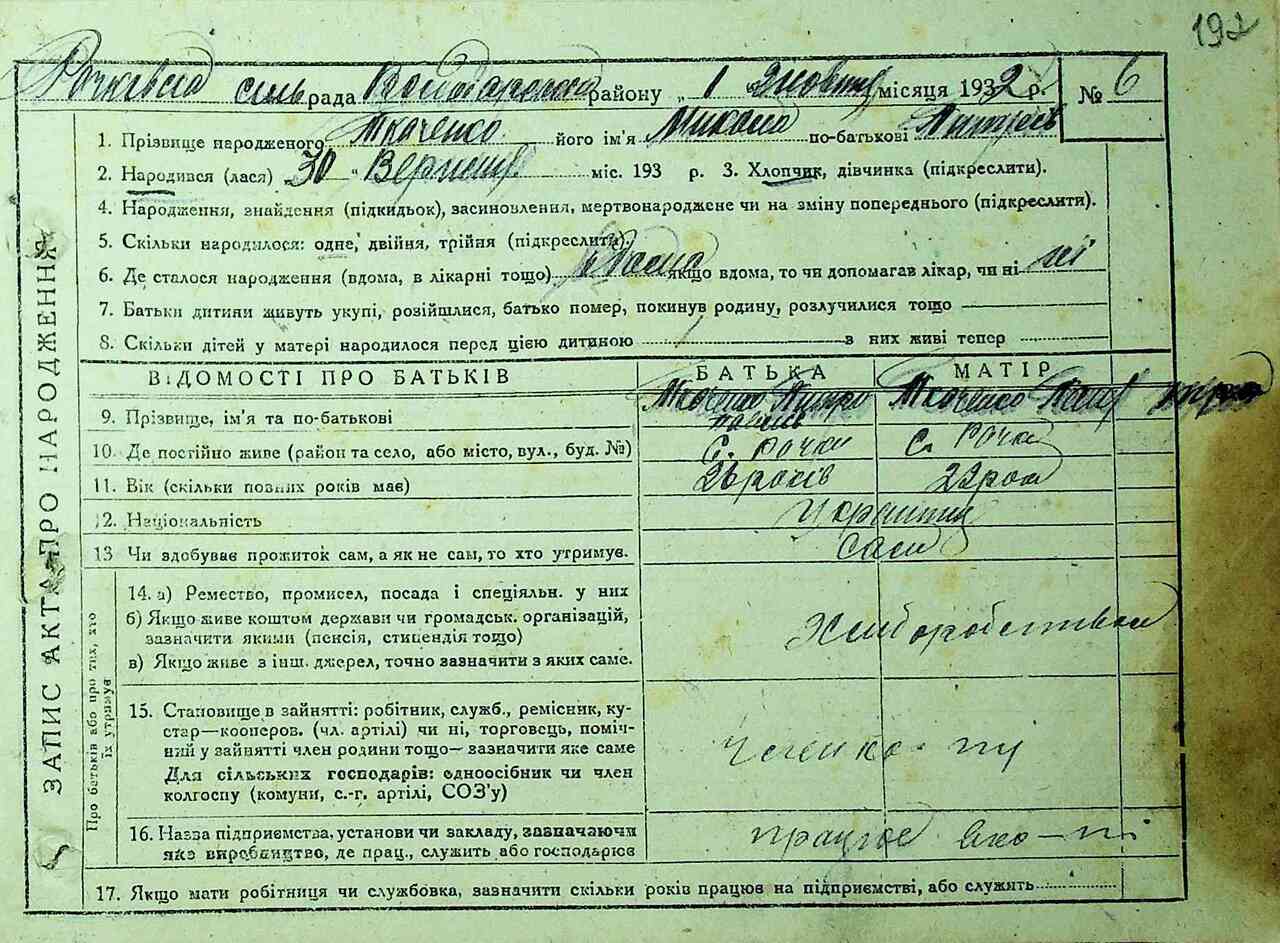 192
сільрада району „ 1 Жовтня місяця 1932 р. № 6
1. Прізвище народженого Ткаченко його ім'я Микола по-батькові
2. Народився (лася) „30 " міс. 193 р. 3. Хлопчик, дівчинка (підкреслити).
4. Народження, знайдення (підкидьок), засиновлення, мертвонароджене чи на зміну попереднього (підкреслити).
5. Скільки народилося: одне, двійня, трійня (підкреслити).
6. Де сталося народження (вдома, в лікарні тощо) вдома якщо вдома, то чи допомагав лікар, чи ні ні
7. Батьки дитини живуть укупі, розійшлися, батько помер, покинув родину, розлучилися тощо
8. Скільки дітей у матері народилося перед цією дитиною з них живі тепер
ЗАПИС АКТА ПРО НАРОДЖЕННЯ
ВІДОМОСТІ ПРО БАТЬКІВ БАТЬКА МАТІР
9. Прізвище, ім'я та по-батькові Ткаченко Ткаченко
10. Де постійно живе (район та село, або місто, вул., буд. №) с. Рочки с. Рочки
11. Вік (скільки повних років має) років
12. Національність
13 Чи здобуває прожиток сам, а як не сам, то хто утримує. сам
Про батьків або про тих, хто
їх утримує
14. а) Ремество, промисел, посада і спеціяльн. у них
б) Якщо живе коштом держави чи громадськ. організацій,
зазначити якими (пенсія, стипендія тощо)
в) Якщо живе з інш. джерел, точно зазначити з яких саме.
Хліборобством
15. Становище в зайнятті: робітник, служб., ремісник, ку-
стар—кооперов. (чл. артілі) чи ні, торговець, поміч-
ний у зайнятті член родини тощо— зазначити яке саме
Для сільських господарів: одноосібник чи член
колгоспу (комуни, с.-г. артілі, СОЗ'у)
16. Назва підприємства, установи чи закладу, зазначаючи
яке виробництво, де прац., служить або господарює
працює
17. Якщо мати робітниця чи службовка, зазначити скільки років працює на підприємстві, або служить